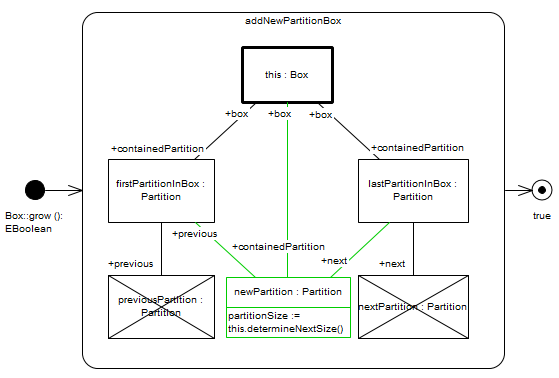 addNewPartitionBox
this : Box
+box
+box
+box
+containedPartition
+containedPartition
firstPartitionInBox :
Partition
lastPartitionInBox :
Partition
Box::grow ():
EBoolean
true
+previous
+containedPartition
+previous
+next
+next
previousPartition :
Partition
newPartition : Partition
partitionSize :=
this.determineNextSize()
nextPartition : Partition